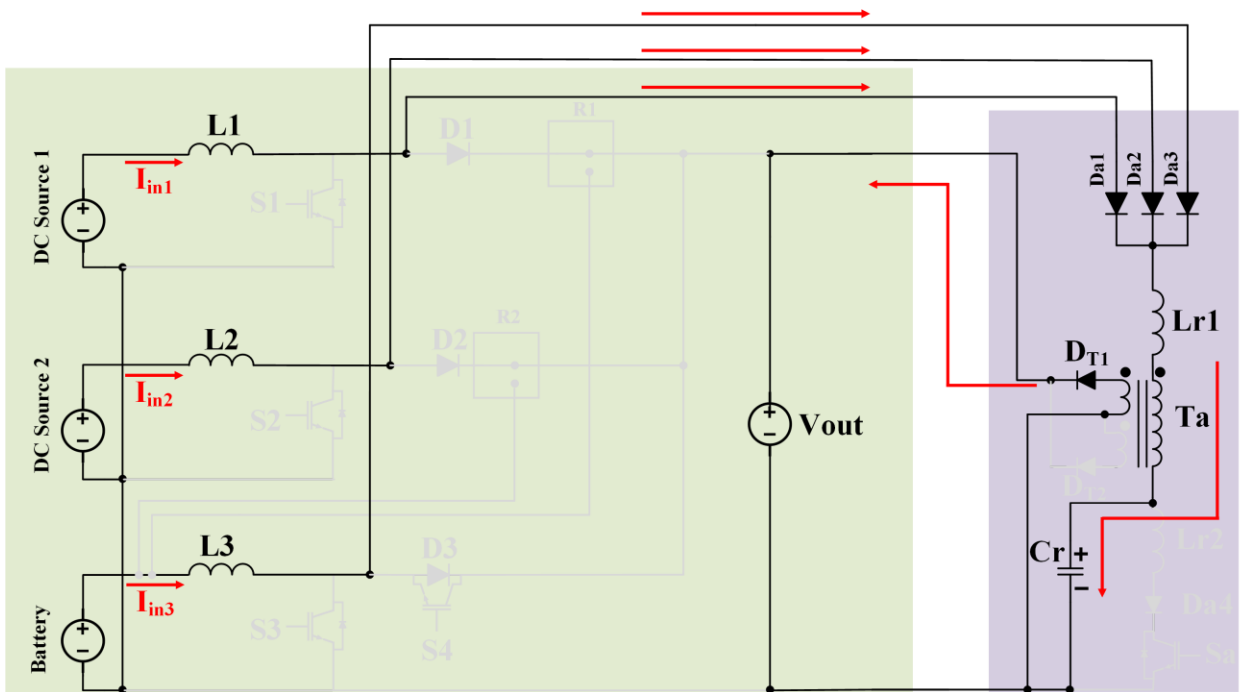 L1
D1
R1
Da1
Da2
Da3
DC Source 1
+
-
Iin1
S1
Lr1
L2
D2
R2
DT1
DC Source 2
+
-
Iin2
S2
+
-
Vout
Ta
DT2
L3
D3
Cr
+
-
Lr2
Battery
+
-
Iin3
S3
S4
Da4
Sa